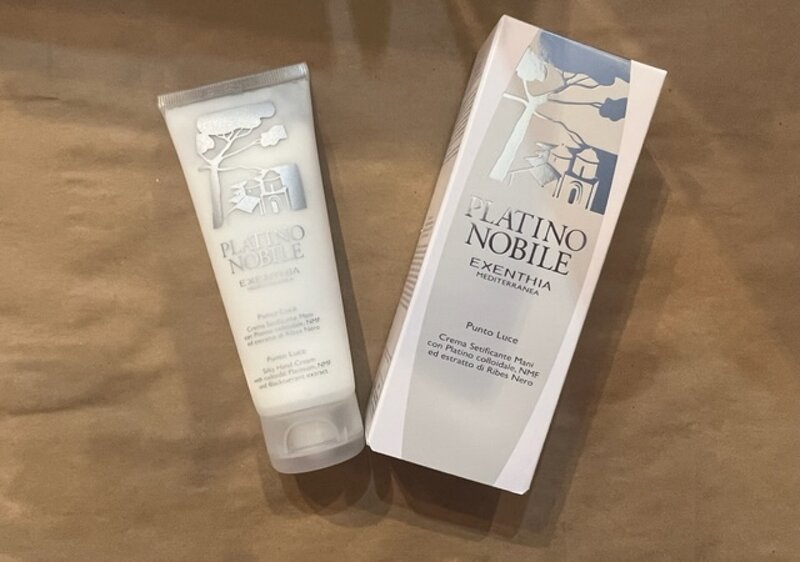 PLATINO
NOBILE
EXENTHIA
MEDITERRANEA
Punto Luce
Crema Setificante Mani
con Platino colloidale, NMF
ed estratto di Ribes Nero
Punto Luce
Silky Hand Cream
with colloidal Platinum, NMF
and Blackcurrant extract
PLATINO
NOBILE
EXENTHIA
MEDITERRANEA
Punto Luce
Crema Setificante Mani
con Platino colloidale, NMF
ed estratto di Ribes Nero